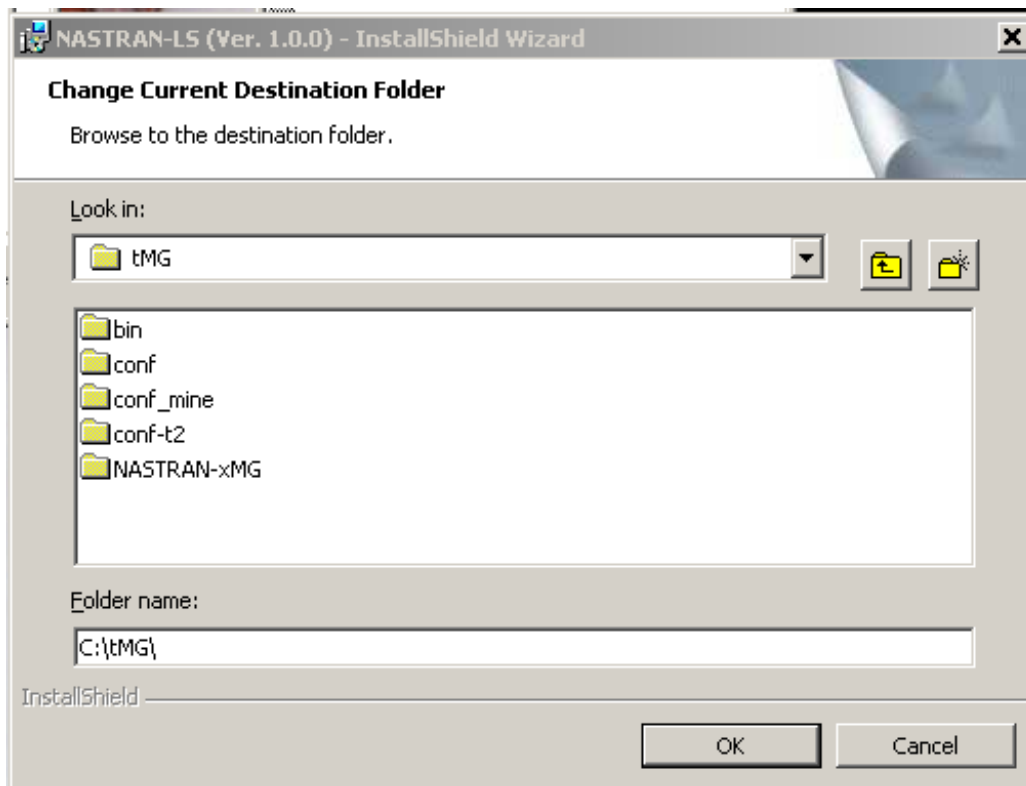 NASTRAN-LS (Ver. 1.0.0) - InstallShield Wizard
Change Current Destination Folder
Browse to the destination folder.
Look in:
tMG
bin
conf
conf_mine
conf-t2
NASTRAN-xMG
Folder name:
C:\tMG\
InstallShield
OK Cancel